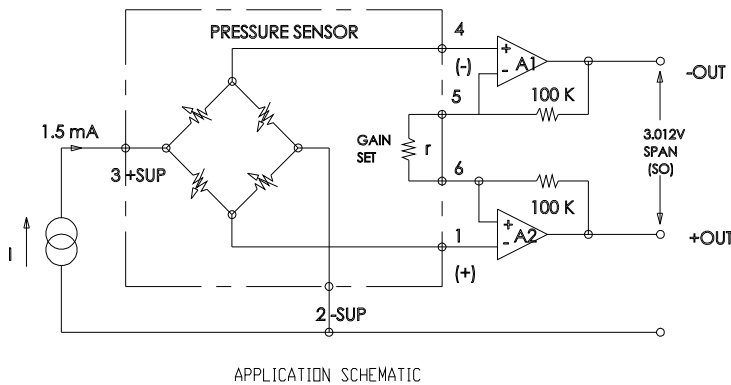 PRESSURE SENSOR
4
+
A1
(-)
-
-OUT
5
100 K
1.5 mA
GAIN
SET
r
3.012V
SPAN
(SO)
3 +SUP
6
100 K
+
A2
1
-
+OUT
I
(+)
2 -SUP
APPLICATION SCHEMATIC